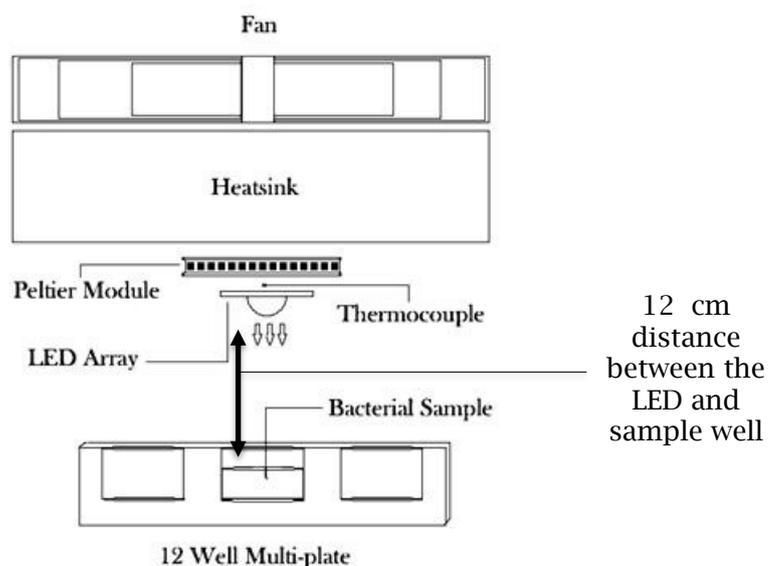 Fan
Heatsink
Peltier Module
Thermocouple
LED Array
12 cm
distance
between the
LED and
sample well
Bacterial Sample
12 Well Multi-plate